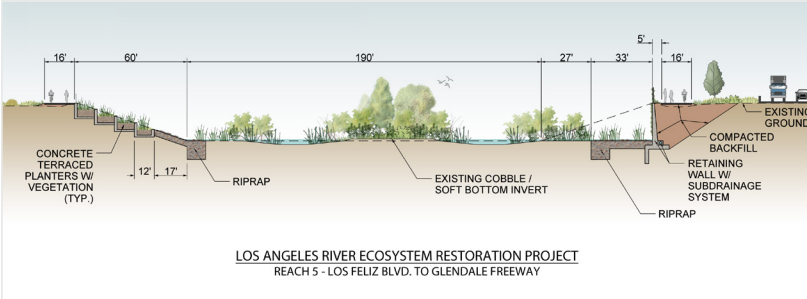 5'
16'
60'
190'
27'
33'
16'
EXISTING
GROUND
COMPACTED
BACKFILL
CONCRETE
TERRACED
PLANTERS W/
VEGETATION
(TYP.)
12'
17'
RIPRAP
EXISTING COBBLE /
SOFT BOTTOM INVERT
RETAINING
WALL W/
SUBDRAINAGE
SYSTEM
RIPRAP
LOS ANGELES RIVER ECOSYSTEM RESTORATION PROJECT
REACH 5 - LOS FELIZ BLVD. TO GLENDALE FREEWAY